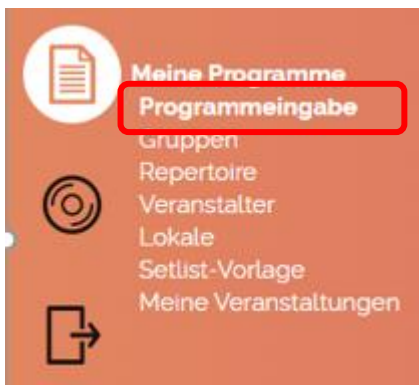 Meine Programme
Programmeingabe
Gruppen
Repertoire
Veranstalter
Lokale
Setlist-Vorlage
Meine Veranstaltungen